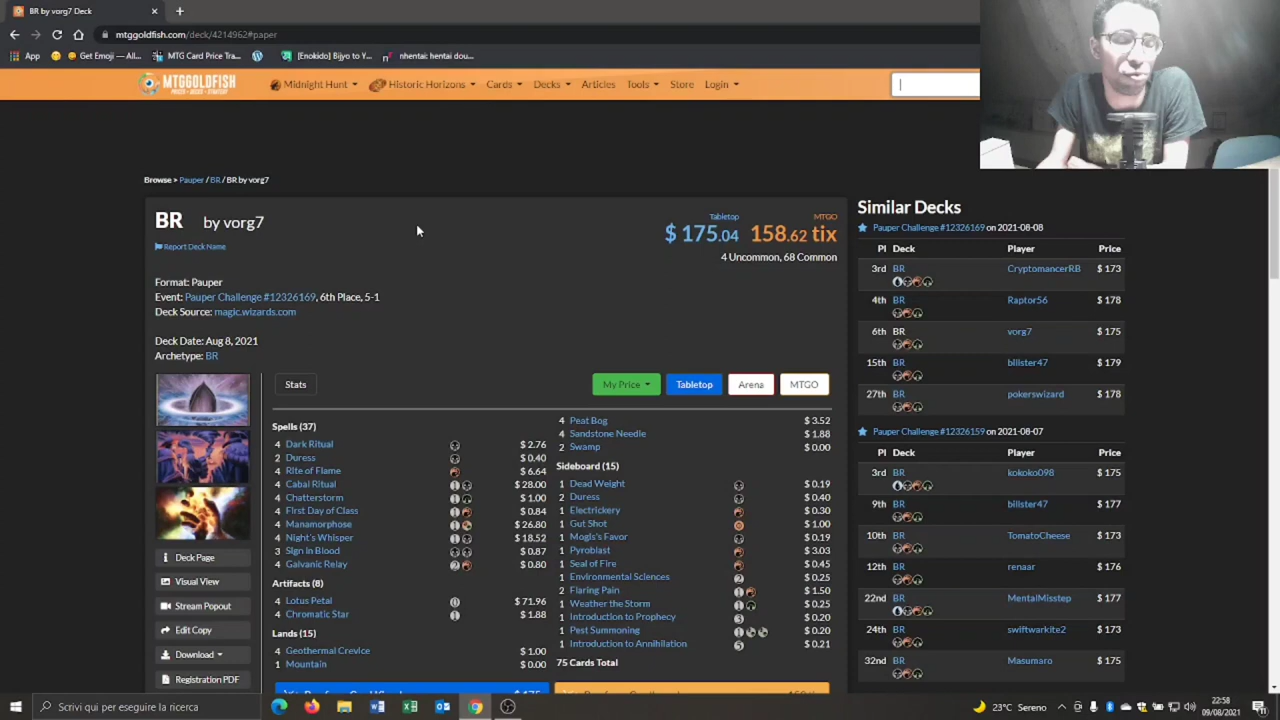 BR by vorg7 Deck
mtggoldfish.com/deck/4214962#paper
App
Get Emoji — All...
MTG Card Price Tra...
[Enokido] Bijyo to Y...
nhentai: hentai dou...
MTGGOLDFISH
Midnight Hunt
Historic Horizons
Cards
Decks
Articles
Tools
Store
Login
Browse > Pauper / BR / BR by vorg7
BR by vorg7
Report Deck Name
Tabletop
$ 175.04
MTGO
158.62 tix
4 Uncommon, 68 Common
Format: Pauper
Event: Pauper Challenge #12326169, 6th Place, 5-1
Deck Source: magic.wizards.com
Deck Date: Aug 8, 2021
Archetype: BR
Stats
My Price
Tabletop
Arena
MTGO
Spells (37)
4 Dark Ritual $ 2.76
2 Duress $ 0.40
4 Rite of Flame $ 6.64
4 Cabal Ritual $ 28.00
4 Chatterstorm $ 1.00
4 First Day of Class $ 0.84
4 Manamorphose $ 26.80
4 Night's Whisper $ 18.52
3 Sign in Blood $ 0.87
4 Galvanic Relay $ 0.80
Artifacts (8)
4 Lotus Petal $ 71.96
4 Chromatic Star $ 1.88
Lands (15)
4 Geothermal Crevice $ 1.00
1 Mountain $ 0.00
4 Peat Bog $ 3.52
4 Sandstone Needle $ 1.88
2 Swamp $ 0.00
Sideboard (15)
1 Dead Weight $ 0.19
2 Duress $ 0.40
1 Electrickery $ 0.30
1 Gut Shot $ 1.00
1 Mogis's Favor $ 0.19
1 Pyroblast $ 3.03
1 Seal of Fire $ 0.45
1 Environmental Sciences $ 0.25
2 Flaring Pain $ 1.50
1 Weather the Storm $ 0.25
1 Introduction to Prophecy $ 0.20
1 Pest Summoning $ 0.20
1 Introduction to Annihilation $ 0.21
75 Cards Total
Deck Page
Visual View
Stream Popout
Edit Copy
Download
Registration PDF
Similar Decks
Pauper Challenge #12326169 on 2021-08-08
Pl Deck Player Price
3rd BR CryptomancerRB $ 173
4th BR Raptor56 $ 178
6th BR vorg7 $ 175
15th BR billster47 $ 179
27th BR pokerswizard $ 178
Pauper Challenge #12326159 on 2021-08-07
Pl Deck Player Price
3rd BR kokoko098 $ 175
9th BR billster47 $ 177
10th BR TomatoCheese $ 173
12th BR renaar $ 176
22nd BR MentalMisstep $ 177
24th BR swiftwarkite2 $ 173
32nd BR Masumaro $ 175
Scrivi qui per eseguire la ricerca
23°C Sereno
22:58
09/08/2021